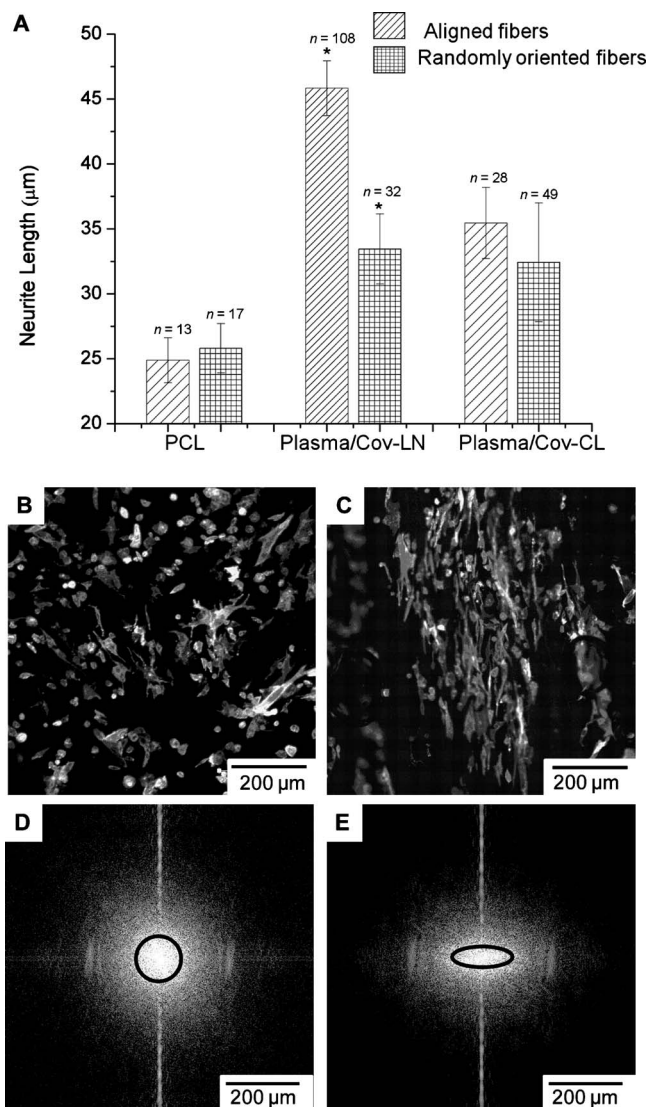 A
50
45
40
35
30
25
20
Neurite Length (μm)
Aligned fibers
Randomly oriented fibers
n = 108
*
n = 32
*
n = 28
n = 49
n = 13
n = 17
PCL
Plasma/Cov-LN
Plasma/Cov-CL
B
200 μm
C
200 μm
D
200 μm
E
200 μm